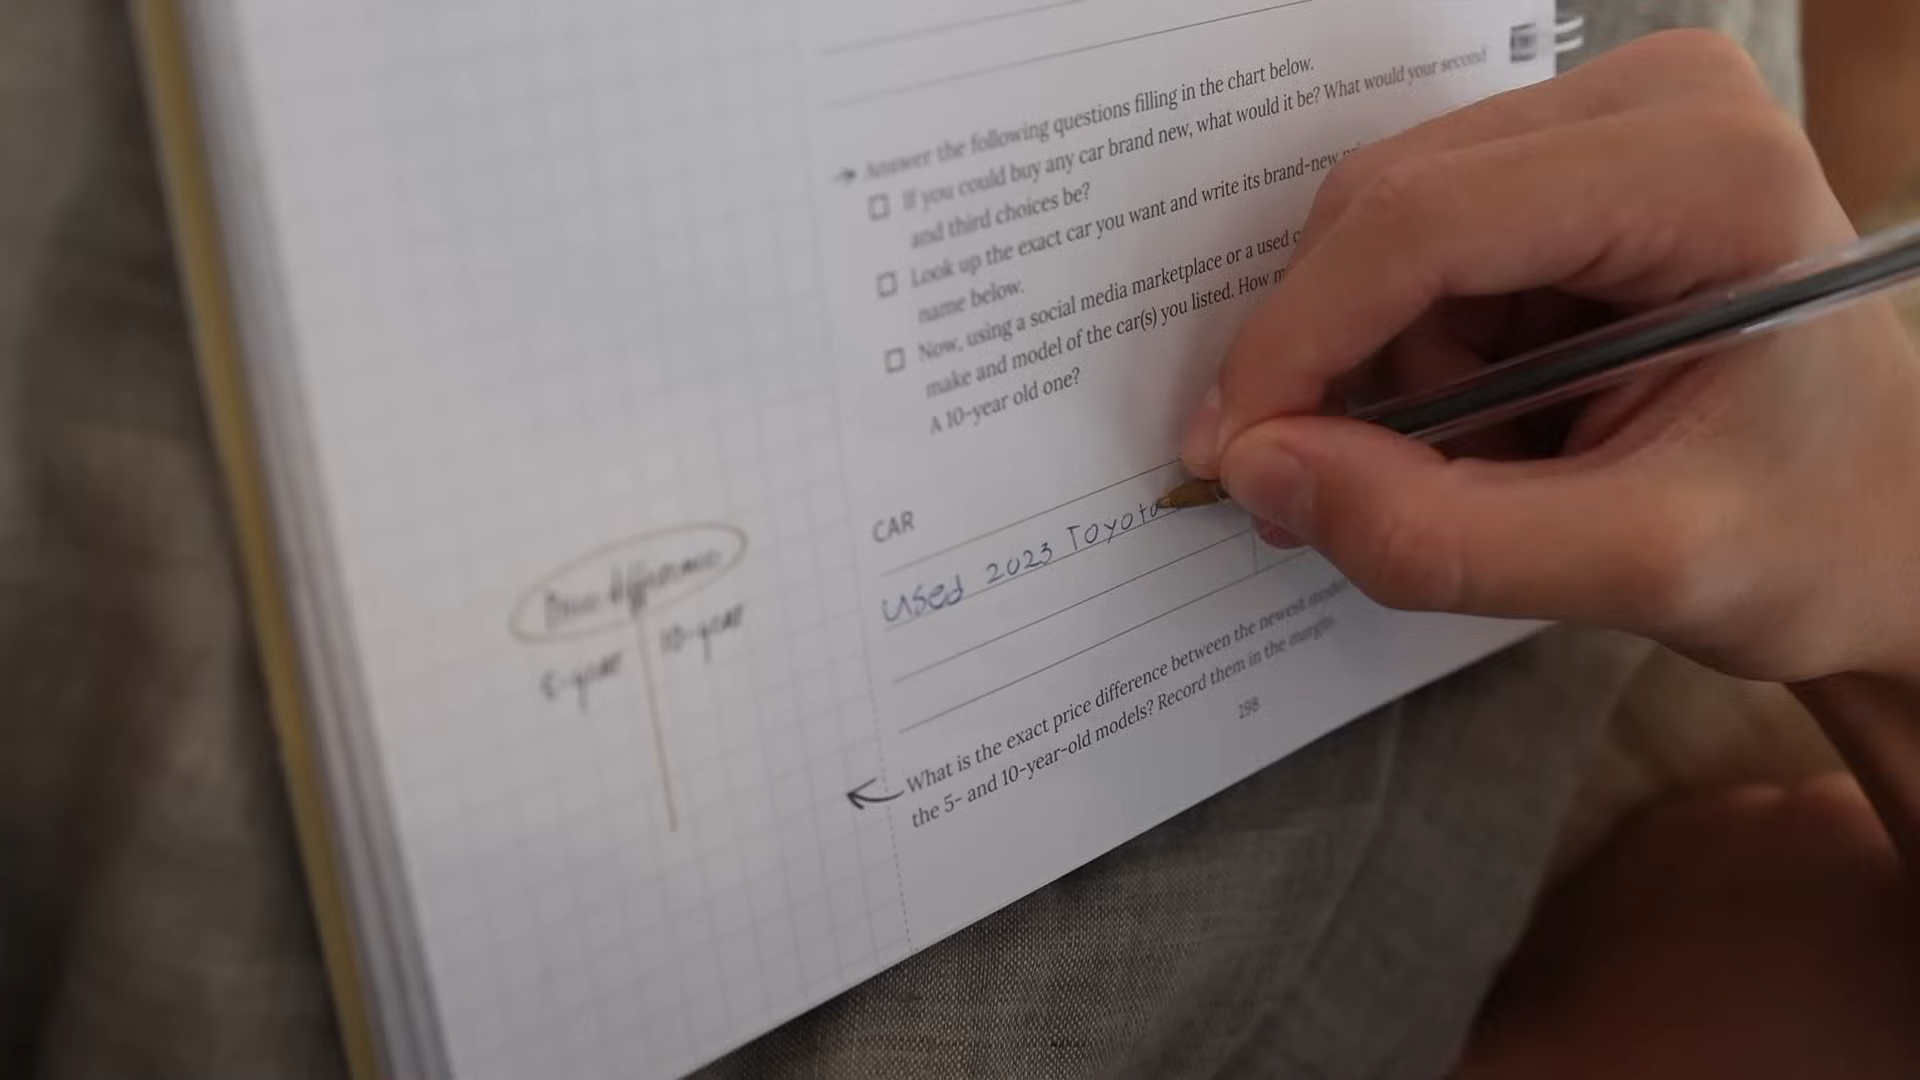 Answer the following questions filling in the chart below.
If you could buy any car brand new, what would it be? What would your second
and third choices be?
Look up the exact car you want and write its brand-new
name below.
Now, using a social media marketplace or a used
make and model of the car(s) you listed. How
A 10-year old one?
CAR
used 2023 Toyota
Price difference
5-year 10-year
What is the exact price difference between the newest model
the 5- and 10-year-old models? Record them in the margin
198